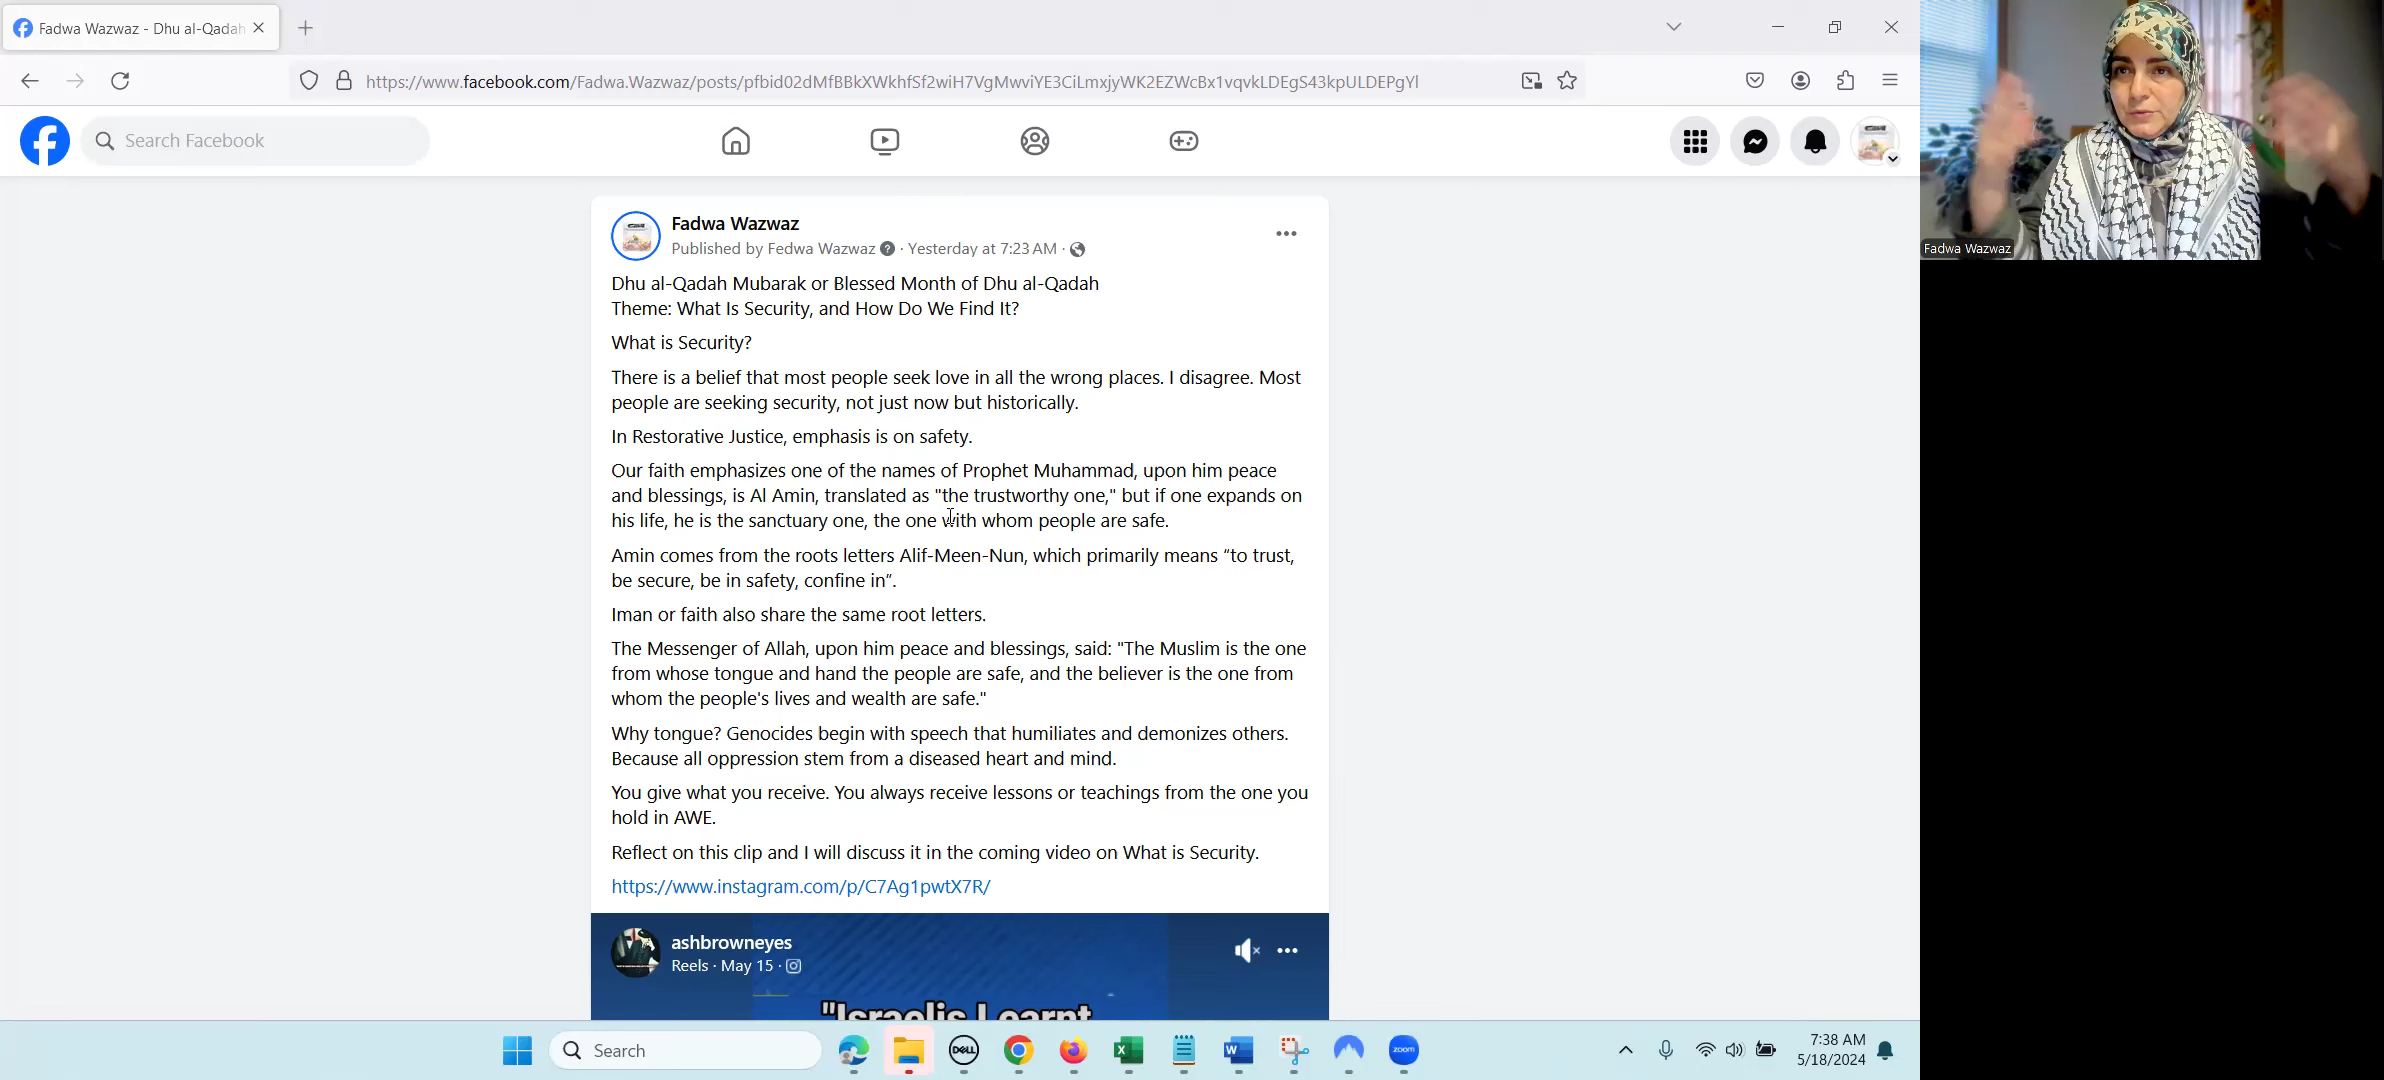 Fadwa Wazwaz - Dhu al-Qadah
https://www.facebook.com/Fadwa.Wazwaz/posts/pfbid02dMfBBkXWkhfSf2wiH7VgMwviYE3CiLmxjyWK2EZWcBx1vqvkLDEgS43kpULDEPgYl
Search Facebook
Fadwa Wazwaz
Fadwa Wazwaz
Published by Fedwa Wazwaz · Yesterday at 7:23 AM ·
Dhu al-Qadah Mubarak or Blessed Month of Dhu al-Qadah
Theme: What Is Security, and How Do We Find It?
What is Security?
There is a belief that most people seek love in all the wrong places. I disagree. Most
people are seeking security, not just now but historically.
In Restorative Justice, emphasis is on safety.
Our faith emphasizes one of the names of Prophet Muhammad, upon him peace
and blessings, is Al Amin, translated as "the trustworthy one," but if one expands on
his life, he is the sanctuary one, the one with whom people are safe.
Amin comes from the roots letters Alif-Meen-Nun, which primarily means “to trust,
be secure, be in safety, confine in”.
Iman or faith also share the same root letters.
The Messenger of Allah, upon him peace and blessings, said: "The Muslim is the one
from whose tongue and hand the people are safe, and the believer is the one from
whom the people's lives and wealth are safe."
Why tongue? Genocides begin with speech that humiliates and demonizes others.
Because all oppression stem from a diseased heart and mind.
You give what you receive. You always receive lessons or teachings from the one you
hold in AWE.
Reflect on this clip and I will discuss it in the coming video on What is Security.
https://www.instagram.com/p/C7Ag1pwtX7R/
ashbrowneyes
Reels · May 15 ·
"Israelis Learnt
Search
DELL
zoom
7:38 AM
5/18/2024